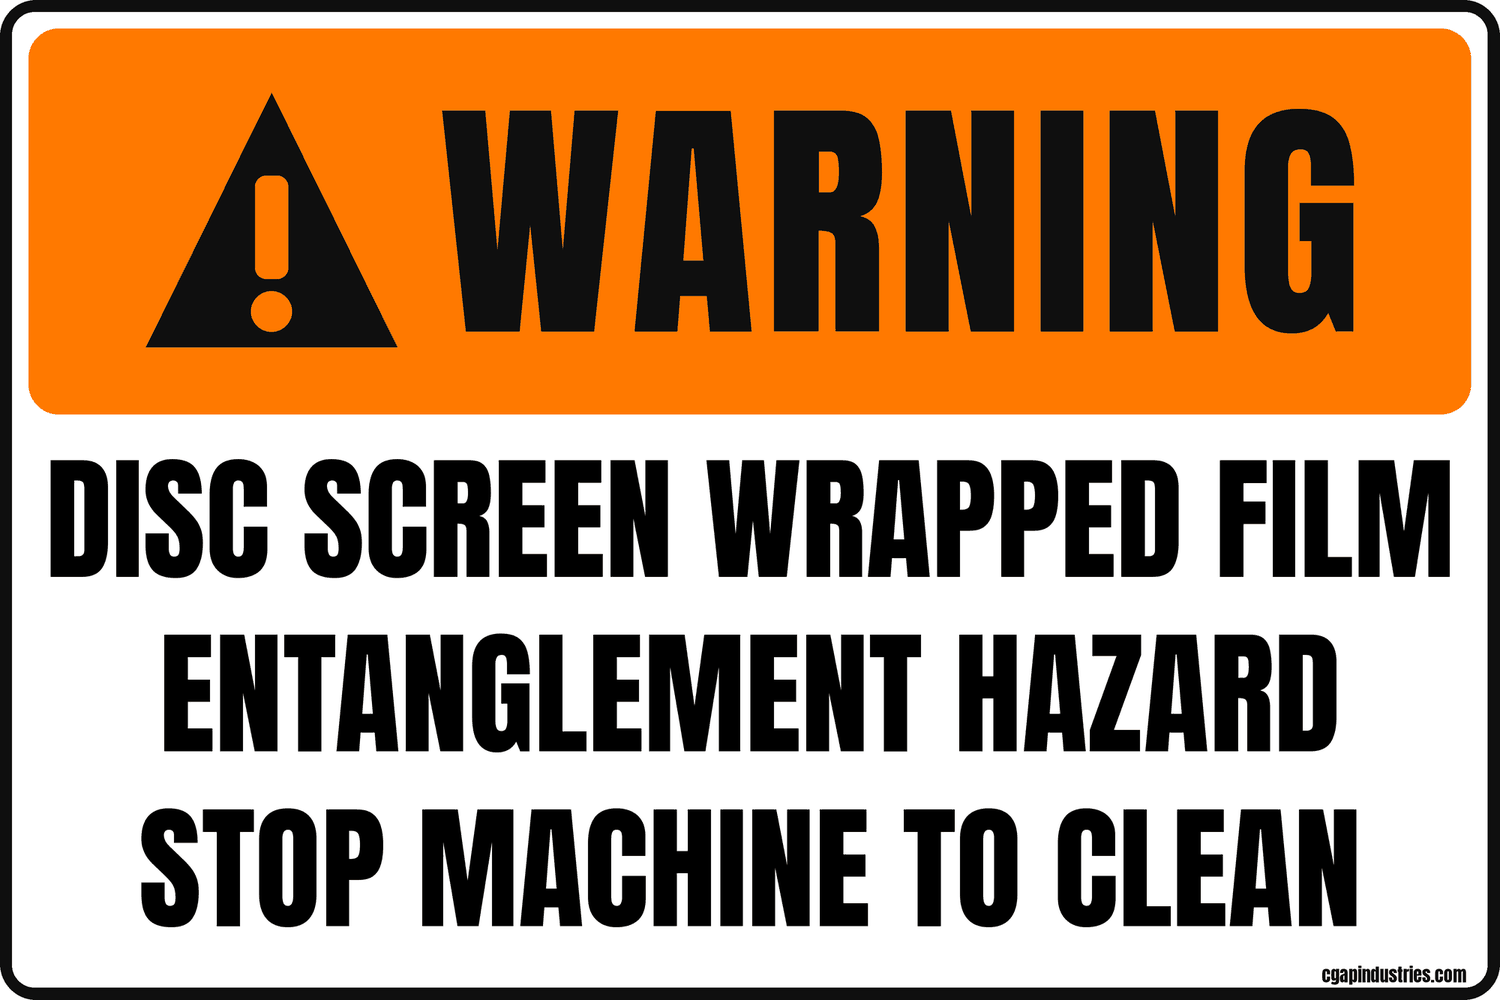 WARNING
DISC SCREEN WRAPPED FILM
ENTANGLEMENT HAZARD
STOP MACHINE TO CLEAN
cgapindustries.com